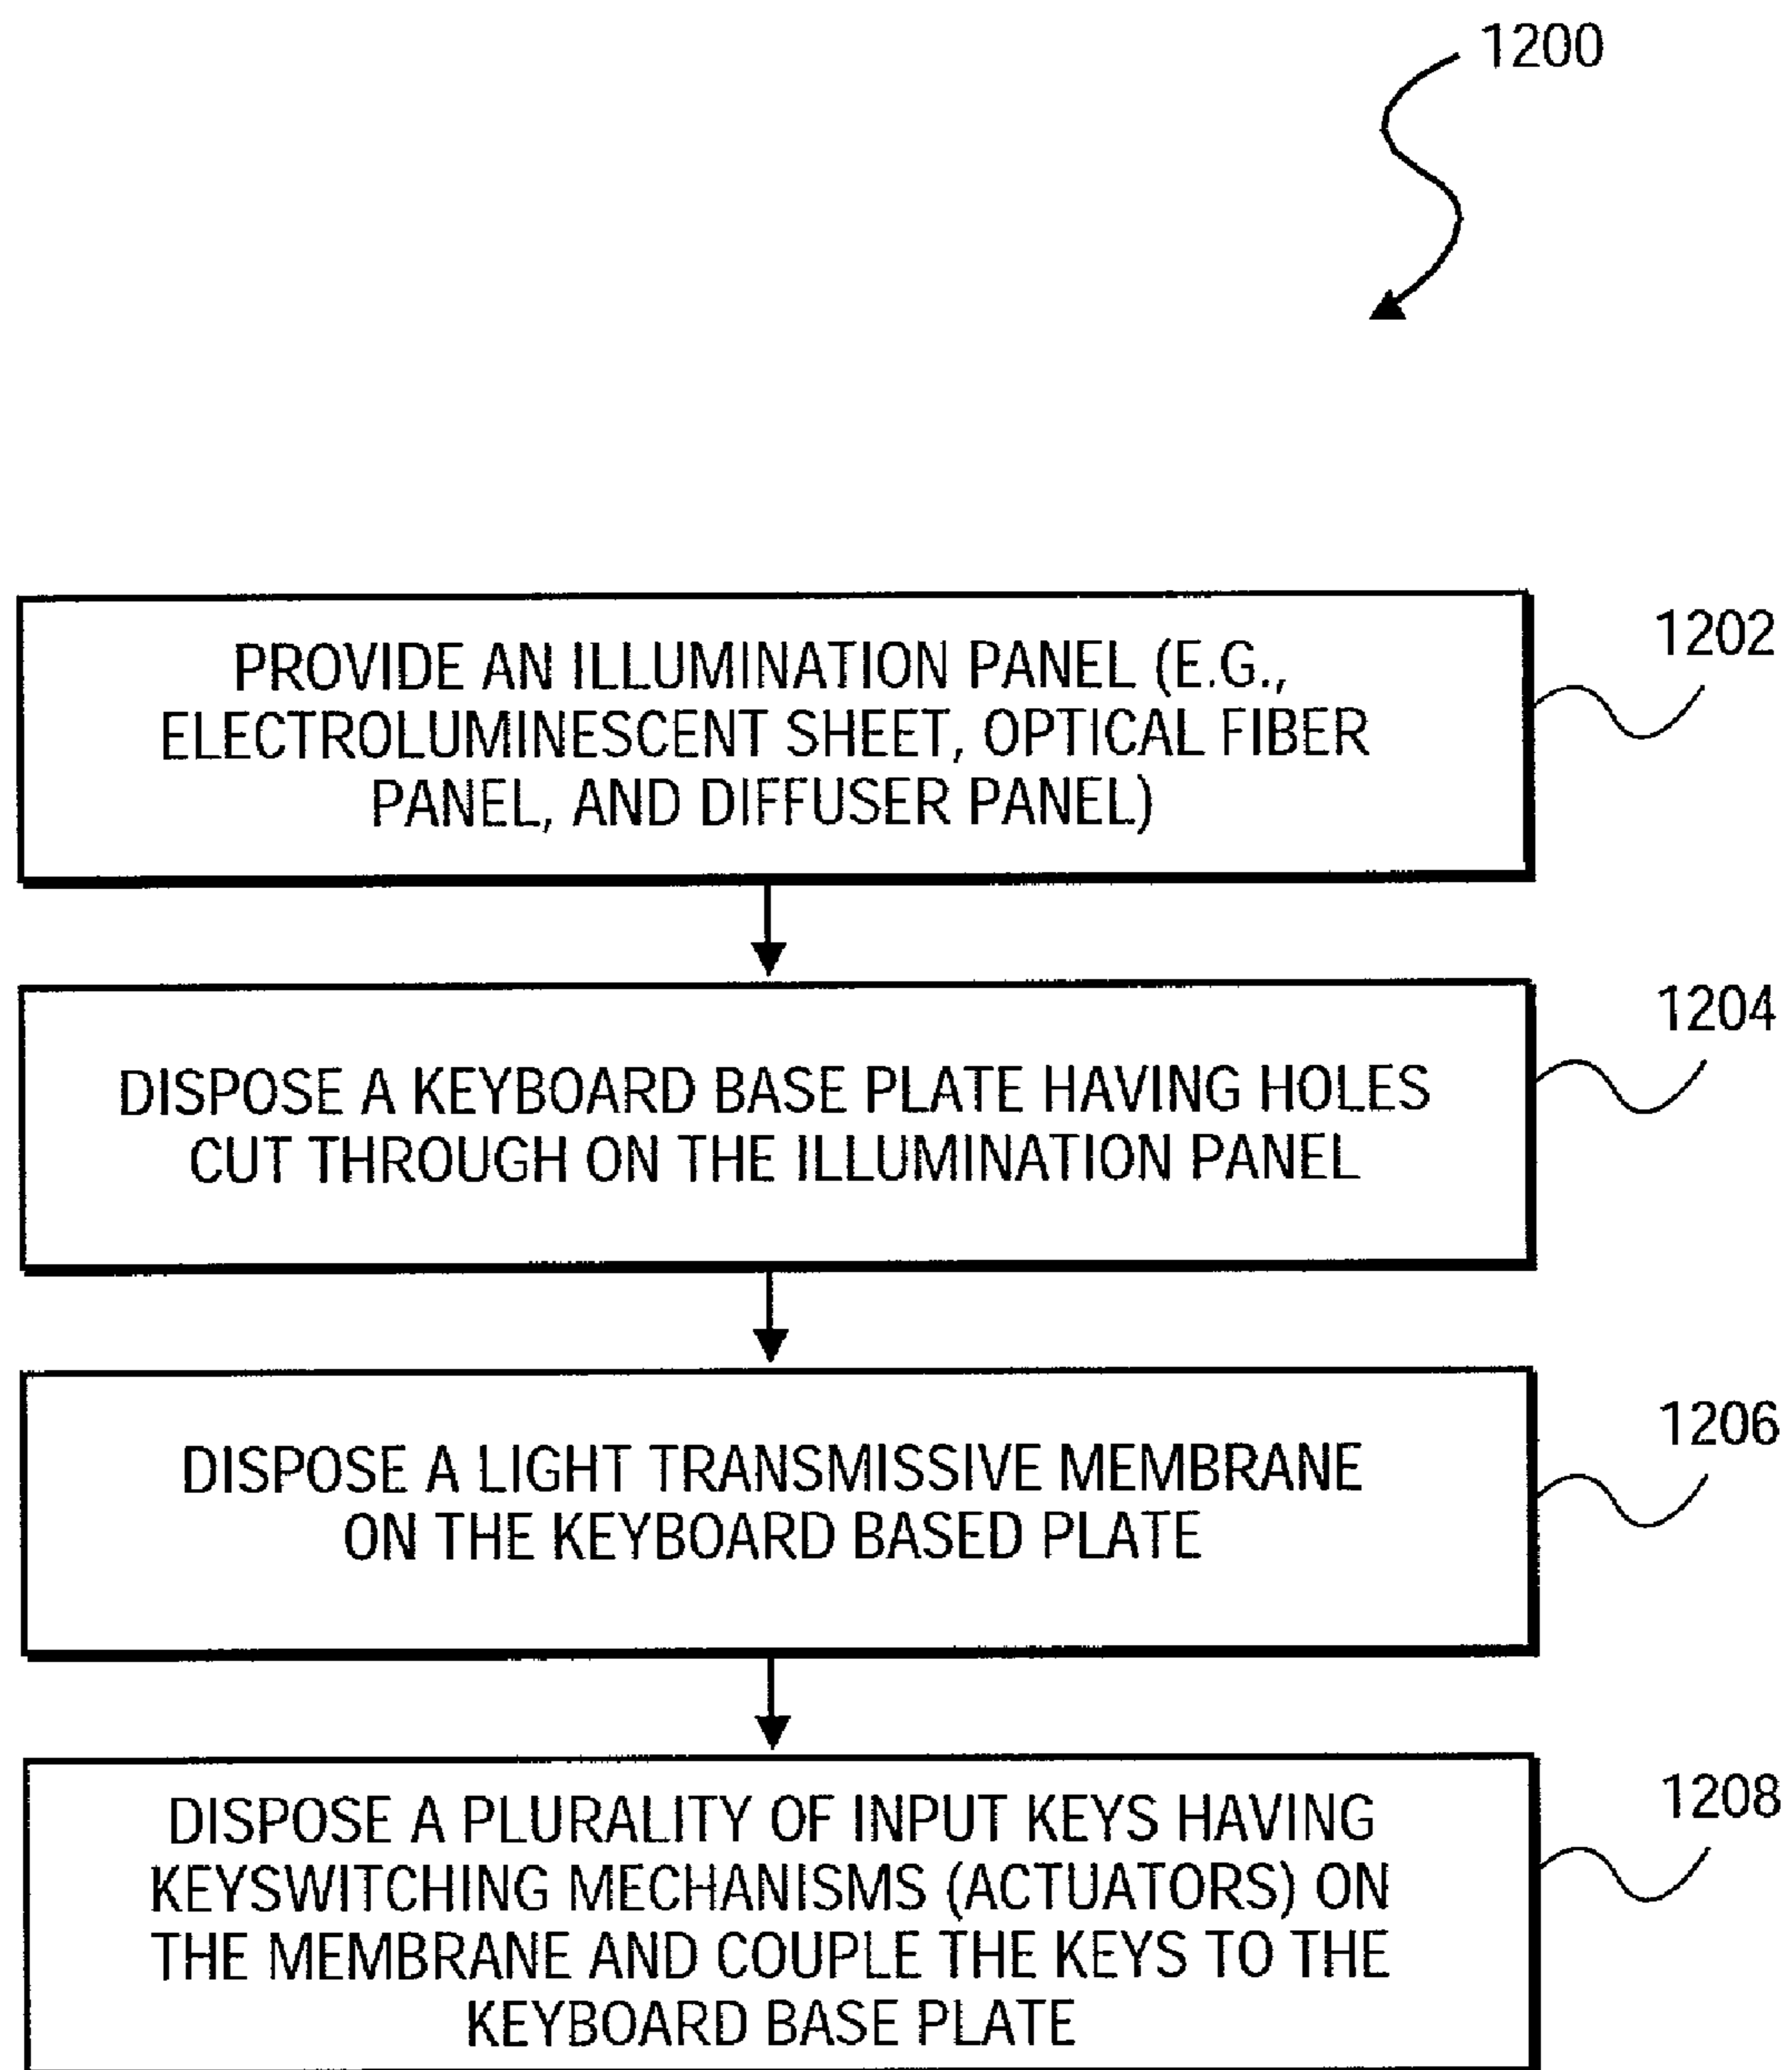 1200
PROVIDE AN ILLUMINATION PANEL (E.G.,
ELECTROLUMINESCENT SHEET, OPTICAL FIBER
PANEL, AND DIFFUSER PANEL)
1202
DISPOSE A KEYBOARD BASE PLATE HAVING HOLES
CUT THROUGH ON THE ILLUMINATION PANEL
1204
DISPOSE A LIGHT TRANSMISSIVE MEMBRANE
ON THE KEYBOARD BASED PLATE
1206
DISPOSE A PLURALITY OF INPUT KEYS HAVING
KEYSWITCHING MECHANISMS (ACTUATORS) ON
THE MEMBRANE AND COUPLE THE KEYS TO THE
KEYBOARD BASE PLATE
1208